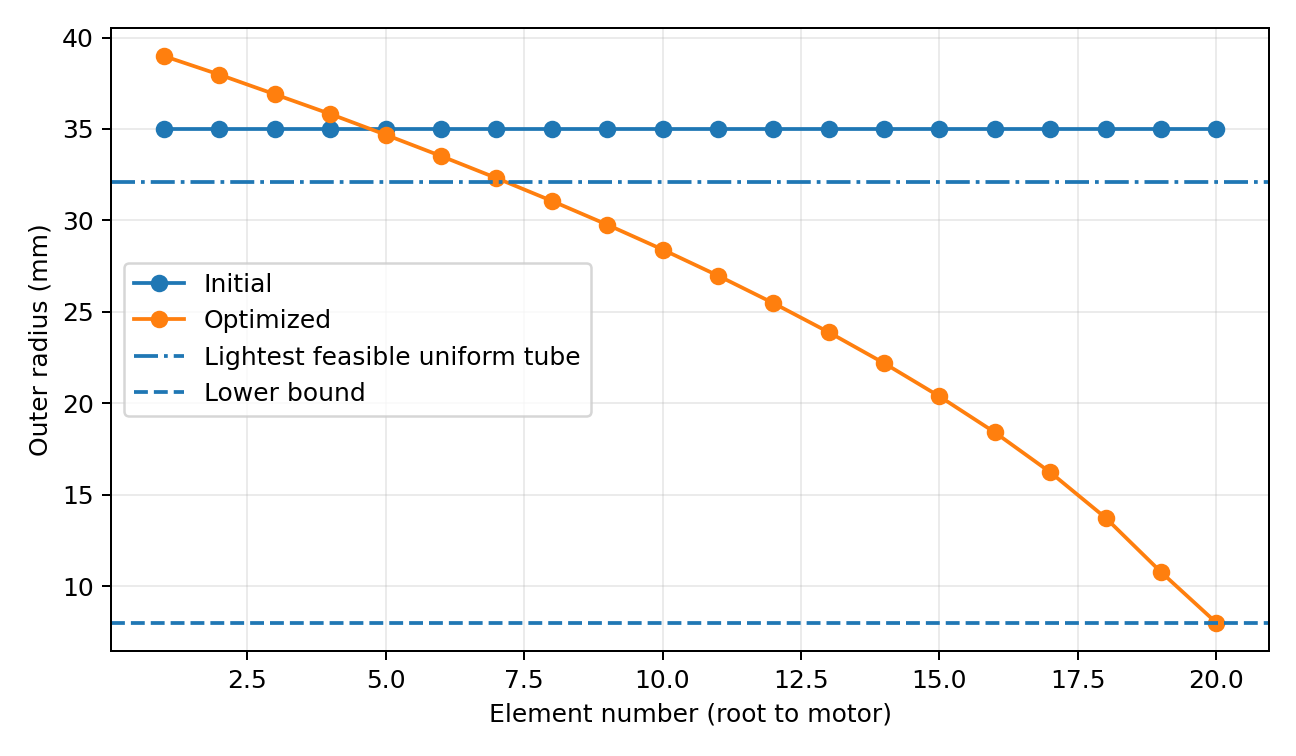 40
35
30
25
20
15
10
Outer radius (mm)
Initial
Optimized
Lightest feasible uniform tube
Lower bound
2.5 5.0 7.5 10.0 12.5 15.0 17.5 20.0
Element number (root to motor)